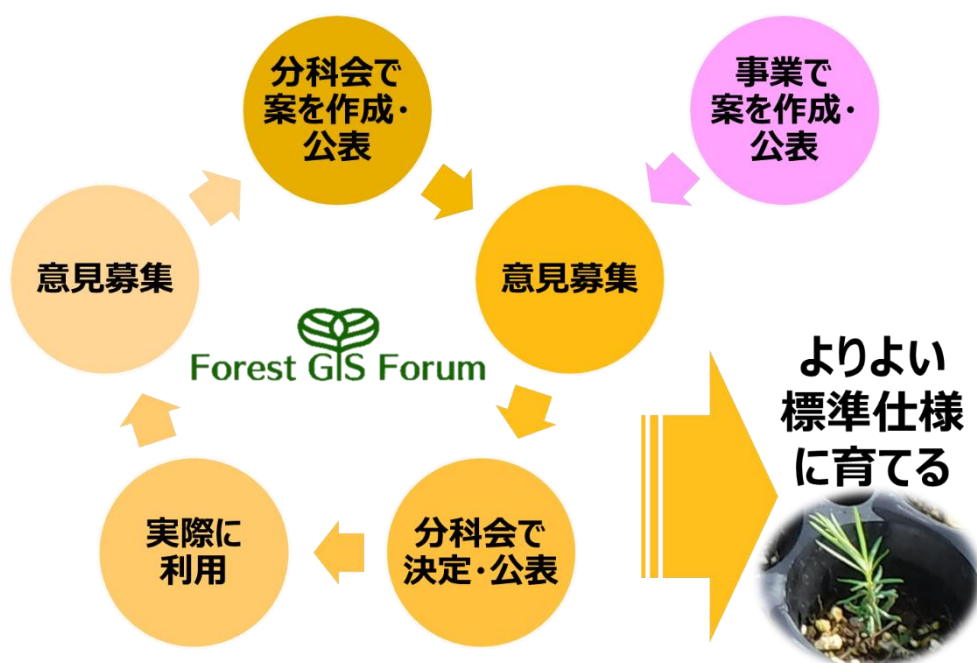 分科会で
案を作成・
公表
事業で
案を作成・
公表
意見募集
意見募集
Forest GIS Forum
よりよい
標準仕様
に育てる
実際に
利用
分科会で
決定・公表